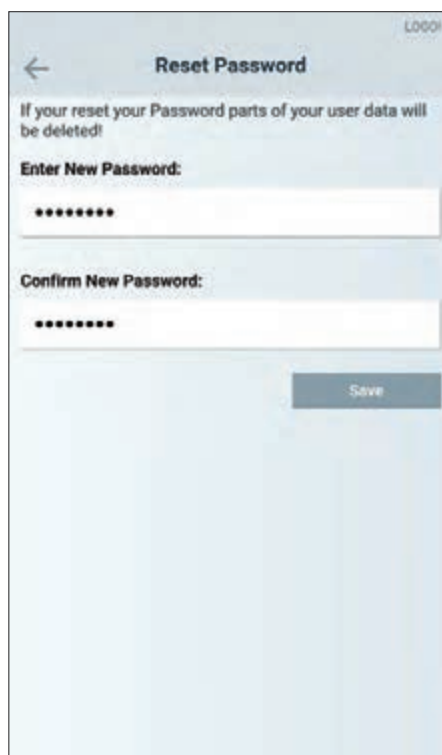 LOGO!
Reset Password
If your reset your Password parts of your user data will
be deleted!
Enter New Password:
••••••••
Confirm New Password:
••••••••
Save